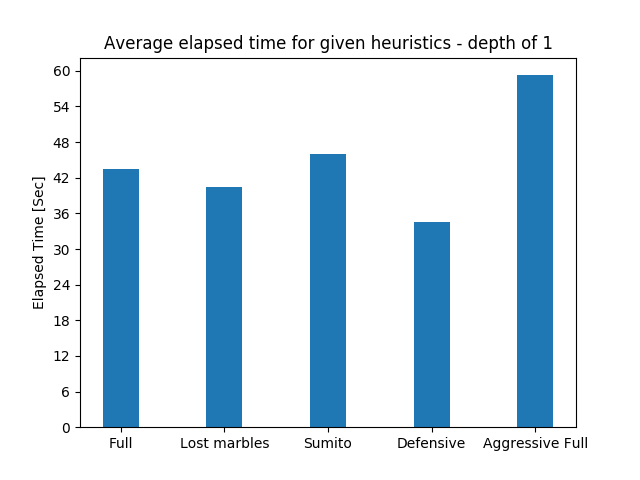 Average elapsed time for given heuristics - depth of 1
60
54
48
42
36
30
24
18
12
6
0
Elapsed Time [Sec]
Full
Lost marbles
Sumito
Defensive
Aggressive Full